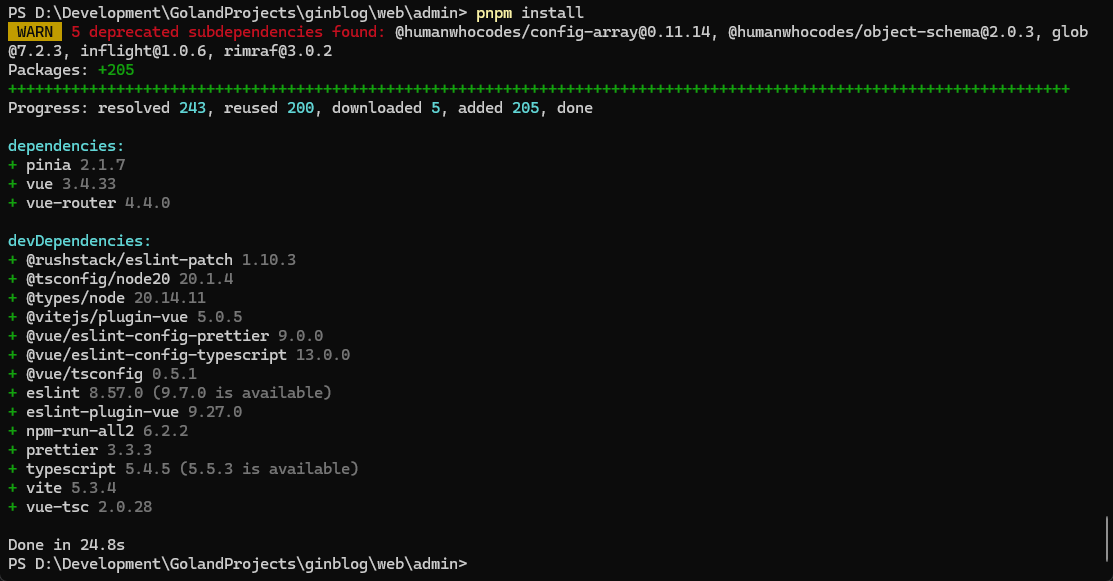 PS D:\Development\GolandProjects\ginblog\web\admin> pnpm install
 WARN  5 deprecated subdependencies found: @humanwhocodes/config-array@0.11.14, @humanwhocodes/object-schema@2.0.3, glob
@7.2.3, inflight@1.0.6, rimraf@3.0.2
Packages: +205
++++++++++++++++++++++++++++++++++++++++++++++++++++++++++++++++++++++++++++++++++++++++++++++++++++++++++++++++++++++
Progress: resolved 243, reused 200, downloaded 5, added 205, done

dependencies:
+ pinia 2.1.7
+ vue 3.4.33
+ vue-router 4.4.0

devDependencies:
+ @rushstack/eslint-patch 1.10.3
+ @tsconfig/node20 20.1.4
+ @types/node 20.14.11
+ @vitejs/plugin-vue 5.0.5
+ @vue/eslint-config-prettier 9.0.0
+ @vue/eslint-config-typescript 13.0.0
+ @vue/tsconfig 0.5.1
+ eslint 8.57.0 (9.7.0 is available)
+ eslint-plugin-vue 9.27.0
+ npm-run-all2 6.2.2
+ prettier 3.3.3
+ typescript 5.4.5 (5.5.3 is available)
+ vite 5.3.4
+ vue-tsc 2.0.28

Done in 24.8s
PS D:\Development\GolandProjects\ginblog\web\admin>